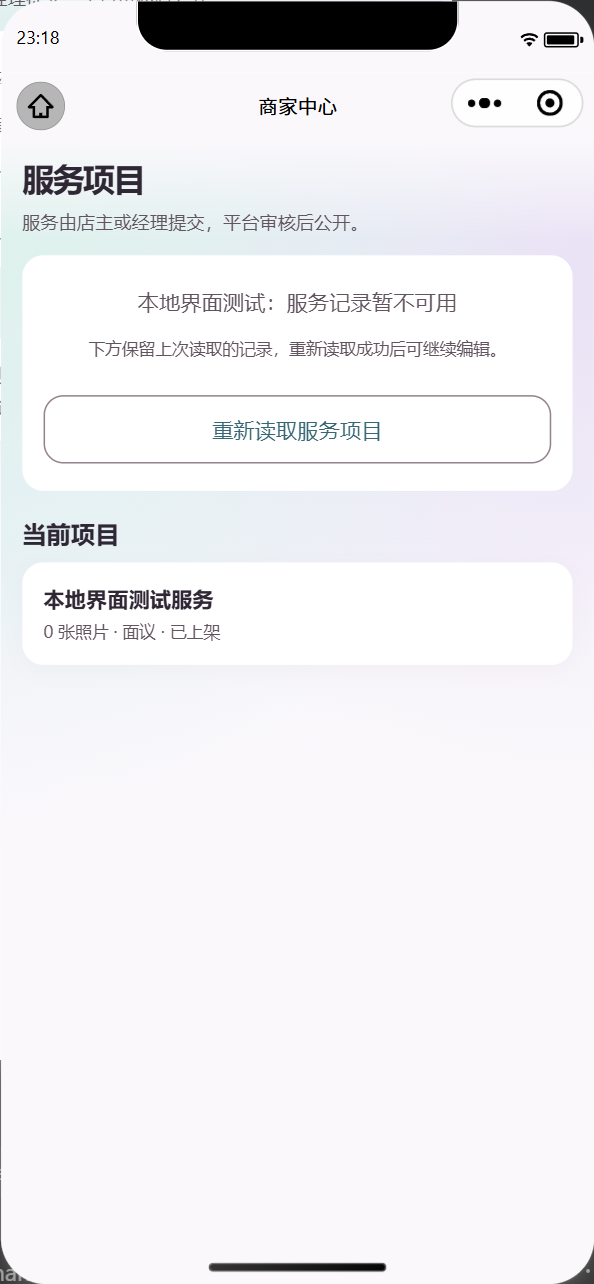 23:18
商家中心
服务项目
服务由店主或经理提交，平台审核后公开。
本地界面测试：服务记录暂不可用
下方保留上次读取的记录，重新读取成功后可继续编辑。
重新读取服务项目
当前项目
本地界面测试服务
0 张照片 · 面议 · 已上架